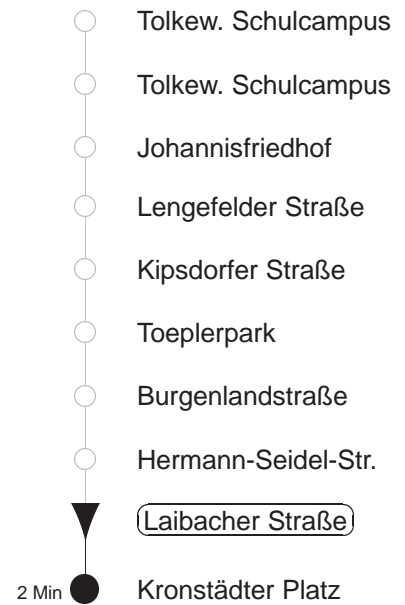 Tolkew. Schulcampus
Tolkew. Schulcampus
Johannisfriedhof
Lengefelder Straße
Kipsdorfer Straße
Toeplerpark
Burgenlandstraße
Hermann-Seidel-Str.
Laibacher Straße
2 Min Kronstädter Platz